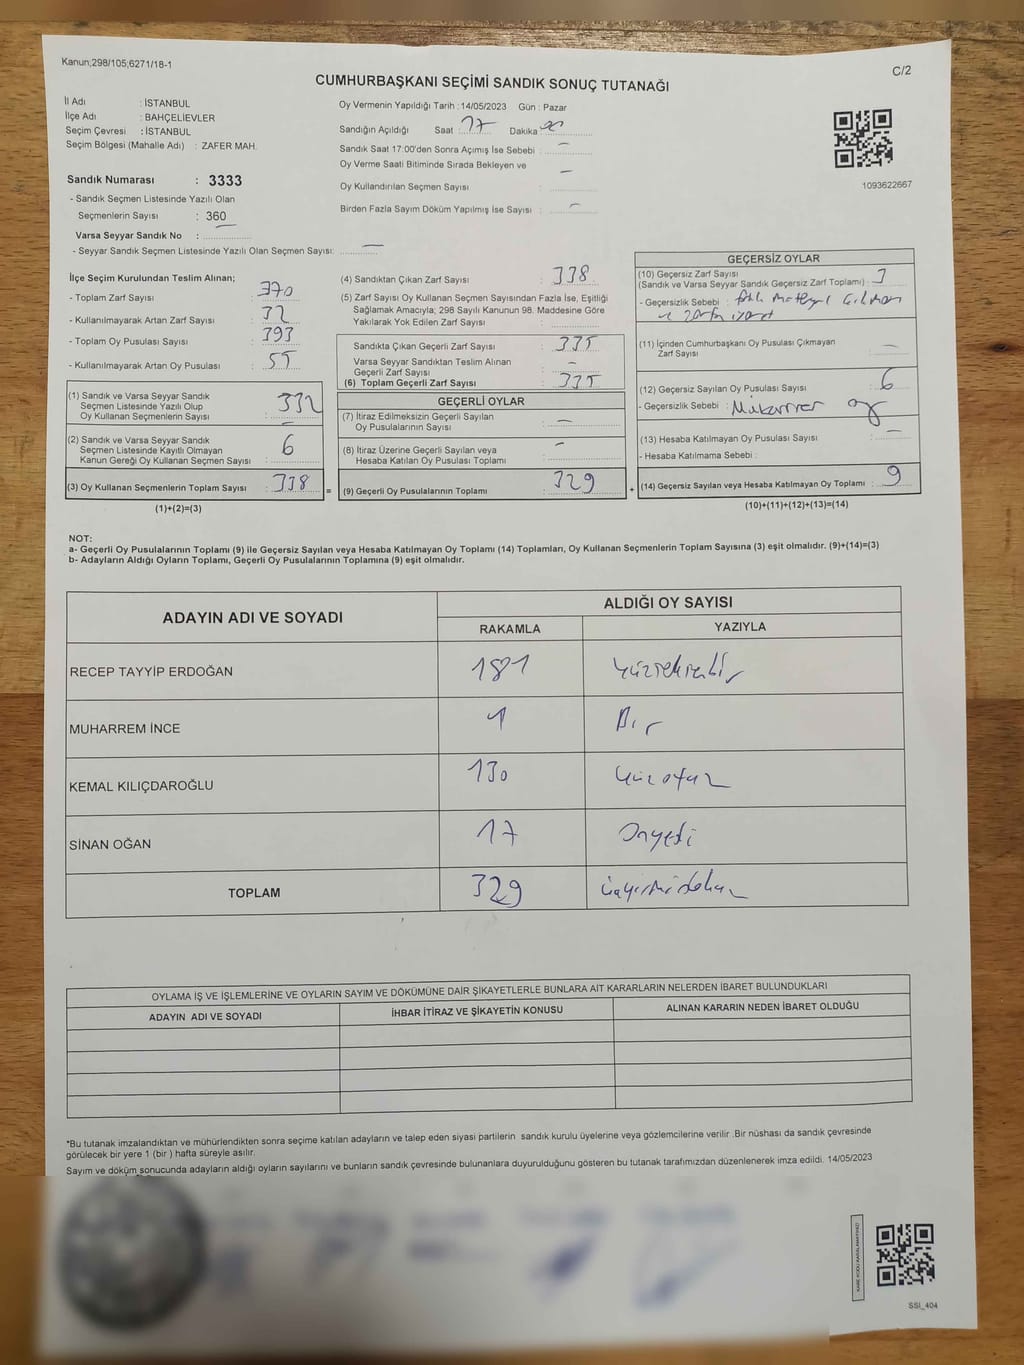 Kanun;298/105;6271/18-1
C/2
CUMHURBAŞKANI SEÇİMİ SANDIK SONUÇ TUTANAĞI
İl Adı : İSTANBUL
İlçe Adı : BAHÇELİEVLER
Seçim Çevresi : İSTANBUL
Seçim Bölgesi (Mahalle Adı) : ZAFER MAH.
Sandık Numarası : 3333
- Sandık Seçmen Listesinde Yazılı Olan
Seçmenlerin Sayısı : 360
Varsa Seyyar Sandık No :
- Seyyar Sandık Seçmen Listesinde Yazılı Olan Seçmen Sayısı: —
Oy Vermenin Yapıldığı Tarih : 14/05/2023 Gün : Pazar
Sandığın Açıldığı Saat : 17 Dakika 00
Sandık Saat 17:00'den Sonra Açımış İse Sebebi : —
Oy Verme Saati Bitiminde Sırada Bekleyen ve —
Oy Kullandırılan Seçmen Sayısı :
Birden Fazla Sayım Döküm Yapılmış İse Sayısı : —
1093622667
İlçe Seçim Kurulundan Teslim Alınan;
- Toplam Zarf Sayısı : 370
- Kullanılmayarak Artan Zarf Sayısı : 32
- Toplam Oy Pusulası Sayısı : 393
- Kullanılmayarak Artan Oy Pusulası : 55
(1) Sandık ve Varsa Seyyar Sandık
Seçmen Listesinde Yazılı Olup
Oy Kullanan Seçmenlerin Sayısı : 332
(2) Sandık ve Varsa Seyyar Sandık
Seçmen Listesinde Kayıtlı Olmayan
Kanun Gereği Oy Kullanan Seçmen Sayısı : 6
(3) Oy Kullanan Seçmenlerin Toplam Sayısı : 338
(1)+(2)=(3)
=
(4) Sandıktan Çıkan Zarf Sayısı : 338
(5) Zarf Sayısı Oy Kullanan Seçmen Sayısından Fazla İse, Eşitliği
Sağlamak Amacıyla; 298 Sayılı Kanunun 98. Maddesine Göre
Yakılarak Yok Edilen Zarf Sayısı :
Sandıkta Çıkan Geçerli Zarf Sayısı : 335
Varsa Seyyar Sandıktan Teslim Alınan
Geçerli Zarf Sayısı : —
(6) Toplam Geçerli Zarf Sayısı : 335
GEÇERLİ OYLAR
(7) İtiraz Edilmeksizin Geçerli Sayılan
Oy Pusulalarının Sayısı : —
(8) İtiraz Üzerine Geçerli Sayılan veya
Hesaba Katılan Oy Pusulası Toplamı : —
(9) Geçerli Oy Pusulalarının Toplamı : 329
+
GEÇERSİZ OYLAR
(10) Geçersiz Zarf Sayısı
(Sandık ve Varsa Seyyar Sandık Geçersiz Zarf Toplamı) : 3
- Geçersizlik Sebebi :
(11) İçinden Cumhurbaşkanı Oy Pusulası Çıkmayan
Zarf Sayısı : —
(12) Geçersiz Sayılan Oy Pusulası Sayısı : 6
- Geçersizlik Sebebi : Mükerrer oy
(13) Hesaba Katılmayan Oy Pusulası Sayısı : —
- Hesaba Katılmama Sebebi :
(14) Geçersiz Sayılan veya Hesaba Katılmayan Oy Toplamı : 9
(10)+(11)+(12)+(13)=(14)
NOT:
a- Geçerli Oy Pusulalarının Toplamı (9) ile Geçersiz Sayılan veya Hesaba Katılmayan Oy Toplamı (14) Toplamları, Oy Kullanan Seçmenlerin Toplam Sayısına (3) eşit olmalıdır. (9)+(14)=(3)
b- Adayların Aldığı Oyların Toplamı, Geçerli Oy Pusulalarının Toplamına (9) eşit olmalıdır.
ADAYIN ADI VE SOYADI
ALDIĞI OY SAYISI
RAKAMLA YAZIYLA
RECEP TAYYİP ERDOĞAN 181 Yüzseksenbir
MUHARREM İNCE 1 Bir
KEMAL KILIÇDAROĞLU 130 Yüzotuz
SİNAN OĞAN 17 Onyedi
TOPLAM 329 üçyüzyirmidokuz
OYLAMA İŞ VE İŞLEMLERİNE VE OYLARIN SAYIM VE DÖKÜMÜNE DAİR ŞİKAYETLERLE BUNLARA AİT KARARLARIN NELERDEN İBARET BULUNDUKLARI
ADAYIN ADI VE SOYADI İHBAR İTİRAZ VE ŞİKAYETİN KONUSU ALINAN KARARIN NEDEN İBARET OLDUĞU
*Bu tutanak imzalandıktan ve mühürlendikten sonra seçime katılan adayların ve talep eden siyasi partilerin sandık kurulu üyelerine veya gözlemcilerine verilir .Bir nüshası da sandık çevresinde
görülecek bir yere 1 (bir ) hafta süreyle asılır.
Sayım ve döküm sonucunda adayların aldığı oyların sayılarını ve bunların sandık çevresinde bulunanlara duyurulduğunu gösteren bu tutanak tarafımızdan düzenlenerek imza edildi. 14/05/2023
KARE KODU KARALAMAYINIZ!
SSİ_404